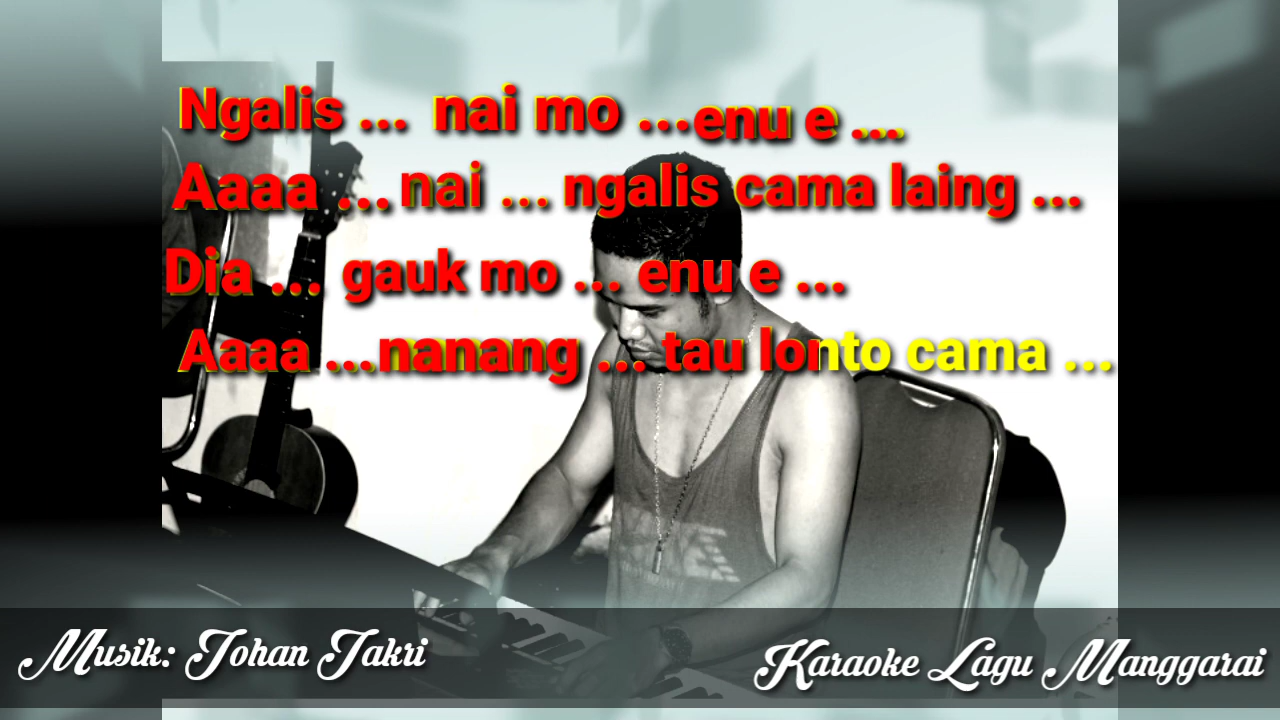 Ngalis ... nai mo ...enu e ...
Aaaa ...nai ... ngalis cama laing ...
Dia ... gauk mo ... enu e ...
Aaaa ...nanang ... tau lonto cama ...
Musik: Johan Jakri
Karaoke Lagu Manggarai